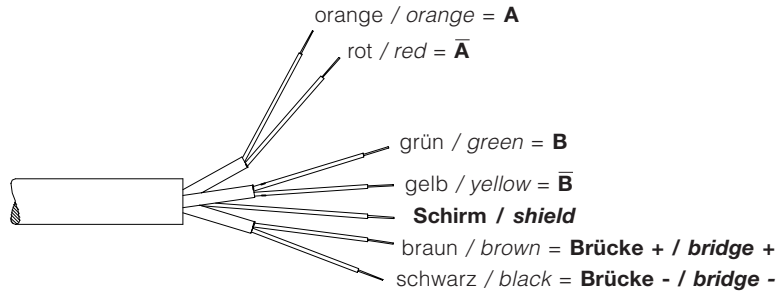 orange / orange = A
rot / red = A̅
grün / green = B
gelb / yellow = B̅
Schirm / shield
braun / brown = Brücke + / bridge +
schwarz / black = Brücke - / bridge -